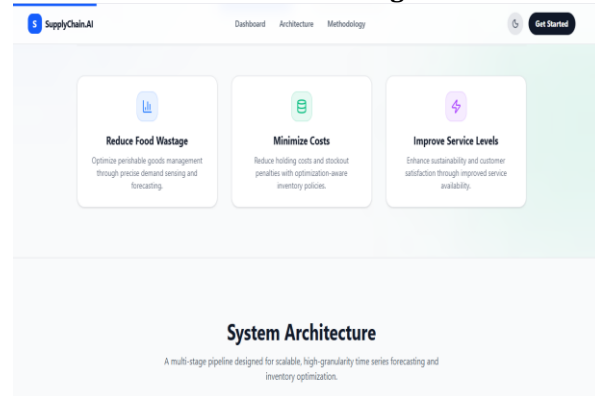 S SupplyChain.AI Dashboard Architecture Methodology Get Started
Reduce Food Wastage
Optimize perishable goods management
through precise demand sensing and
forecasting.
Minimize Costs
Reduce holding costs and stockout
penalties with optimization-aware
inventory policies.
Improve Service Levels
Enhance sustainability and customer
satisfaction through improved service
availability.
System Architecture
A multi-stage pipeline designed for scalable, high-granularity time series forecasting and
inventory optimization.